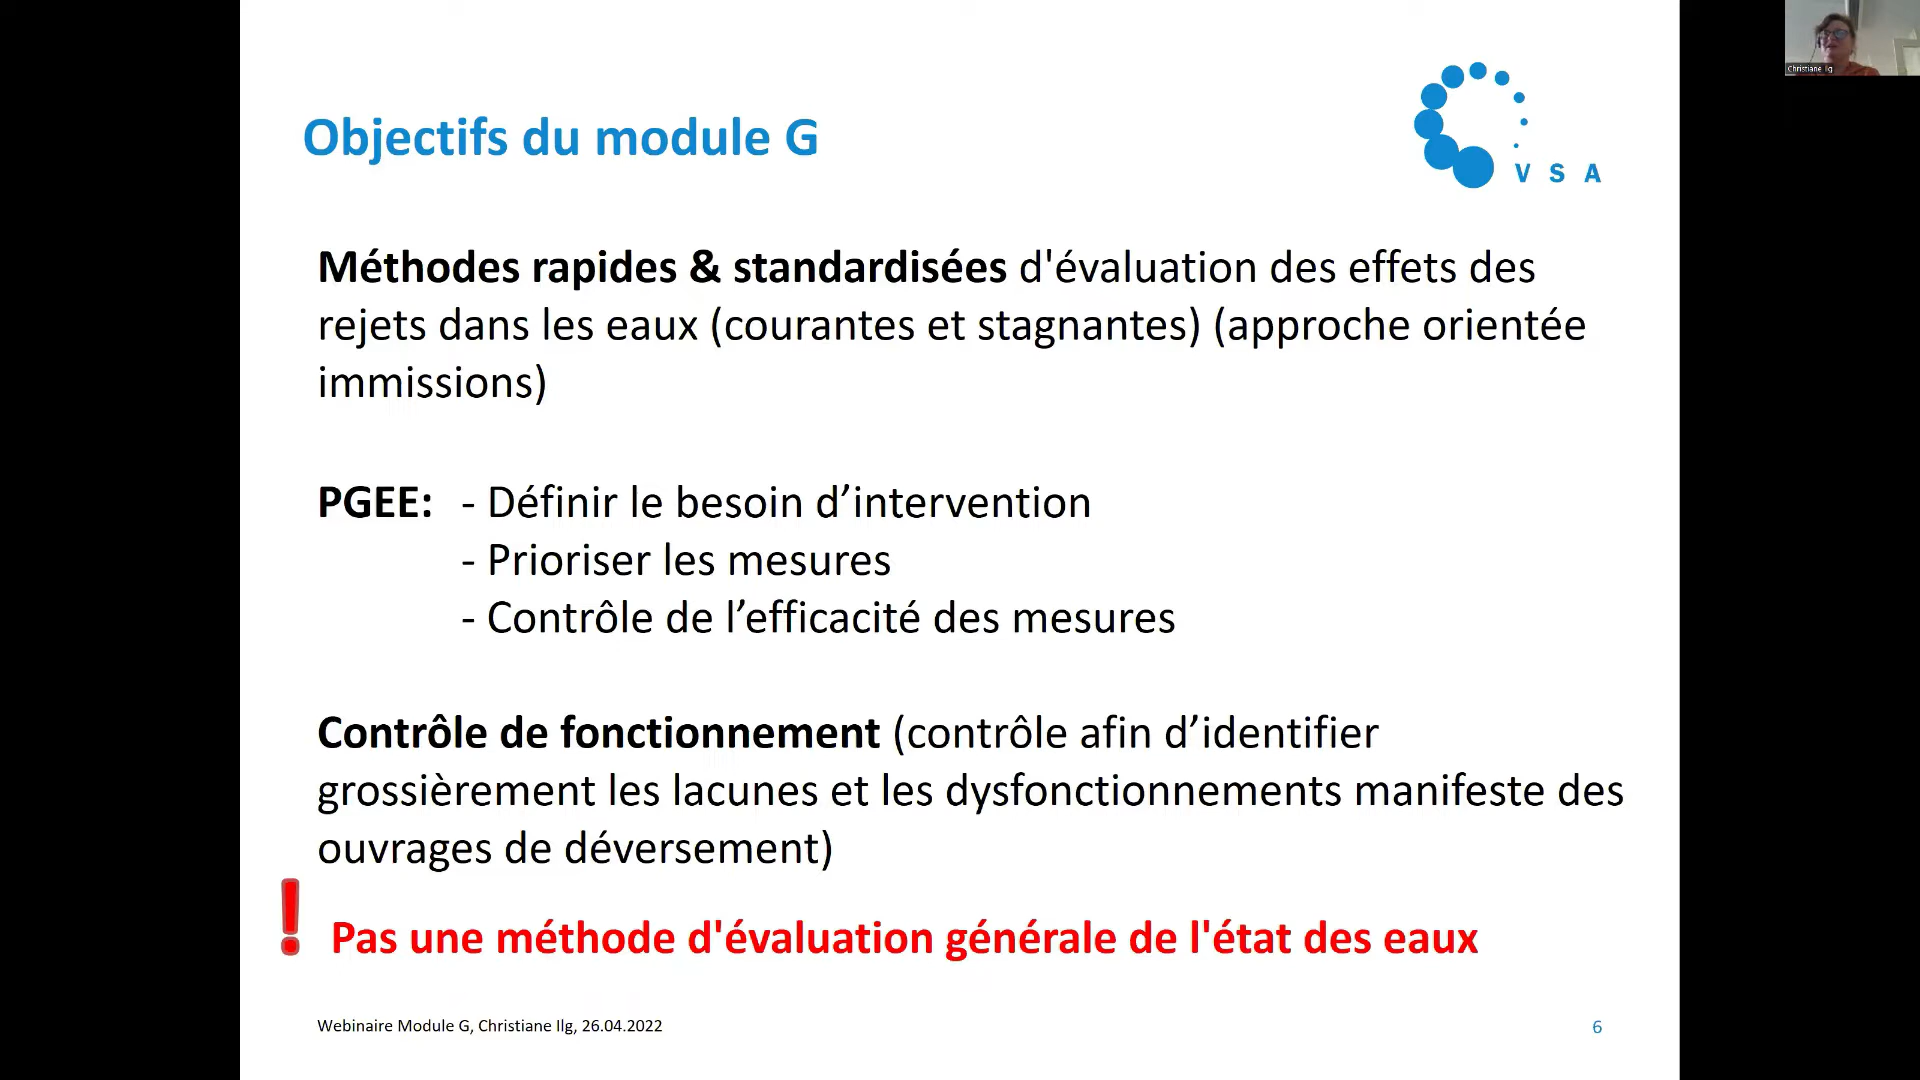 Christiane Ilg
V S A
Objectifs du module G
Méthodes rapides & standardisées d'évaluation des effets des
rejets dans les eaux (courantes et stagnantes) (approche orientée
immissions)
PGEE: - Définir le besoin d’intervention
- Prioriser les mesures
- Contrôle de l’efficacité des mesures
Contrôle de fonctionnement (contrôle afin d’identifier
grossièrement les lacunes et les dysfonctionnements manifeste des
ouvrages de déversement)
! Pas une méthode d'évaluation générale de l'état des eaux
Webinaire Module G, Christiane Ilg, 26.04.2022
6